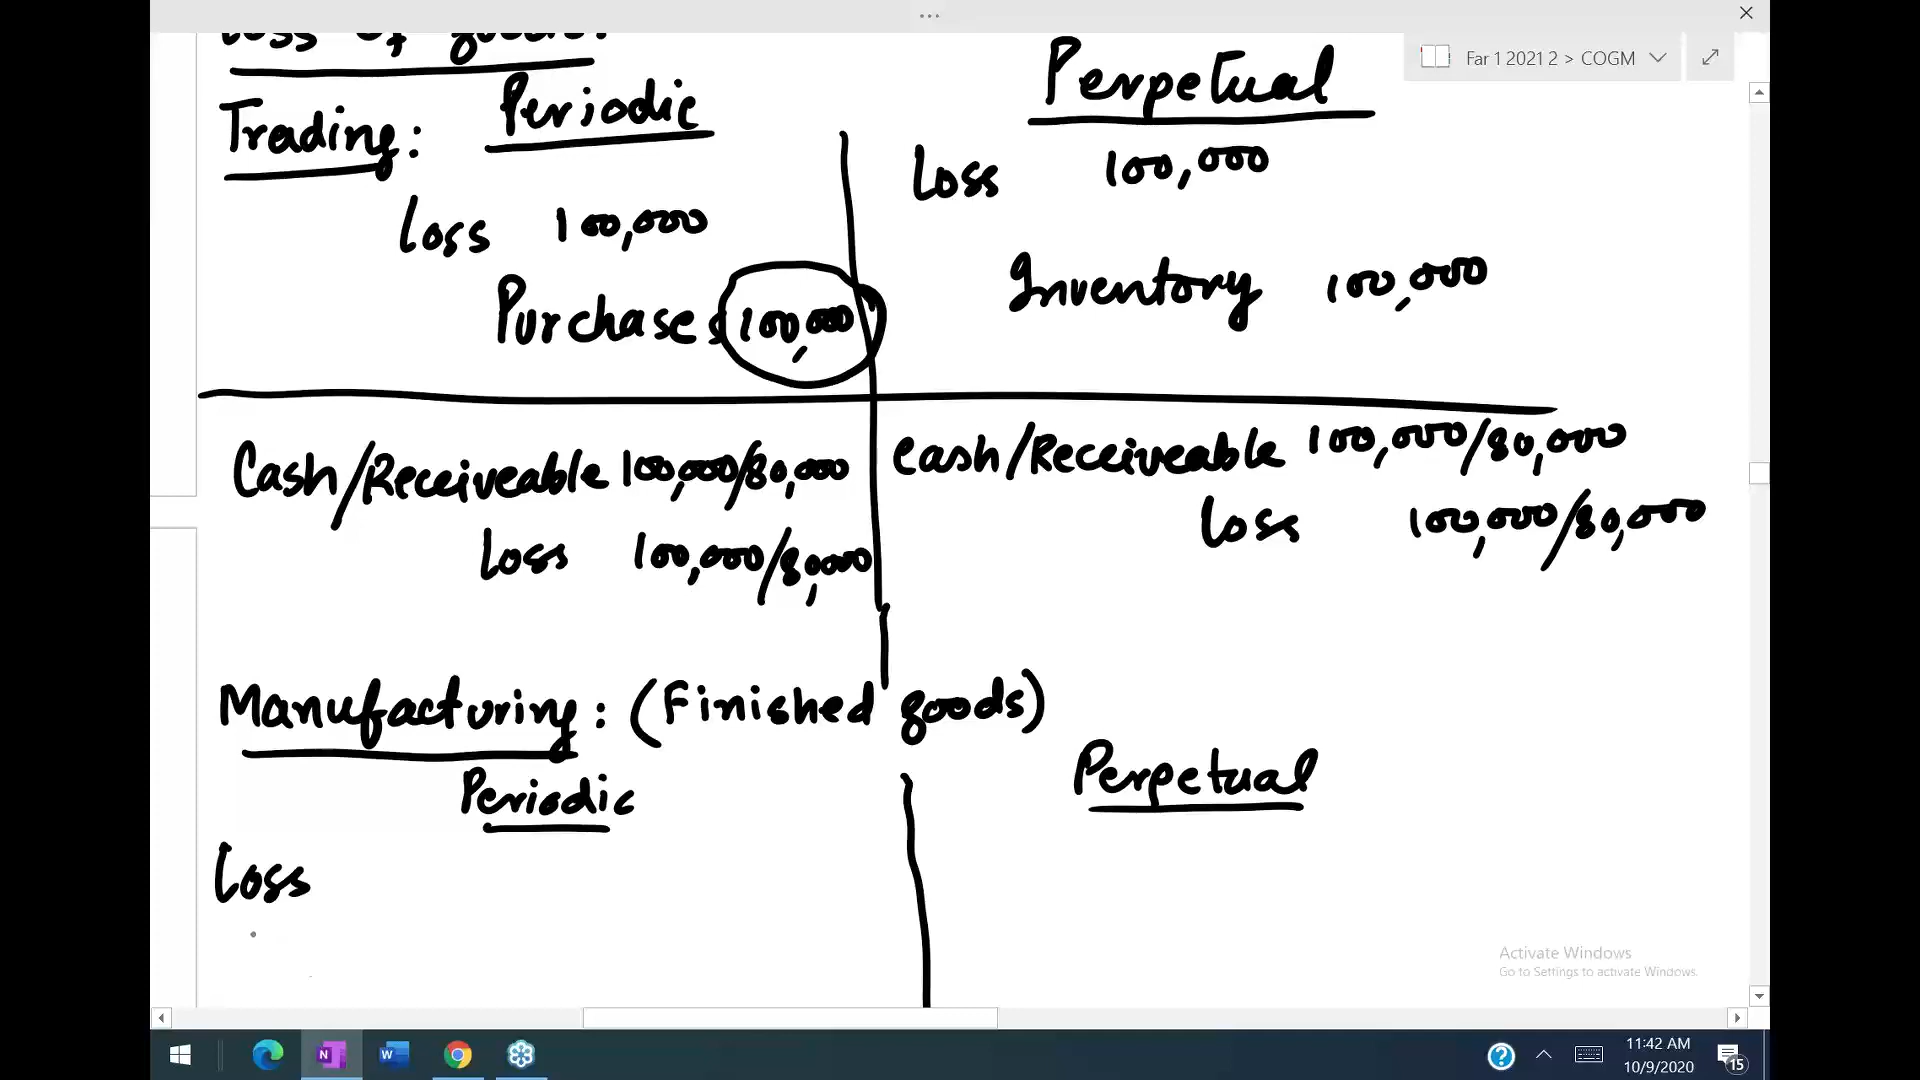 Far 1 2021 2 > COGM
Loss of goods:
Trading: Periodic
Perpetual
Loss 100,000
Purchases 100,000
Loss 100,000
Inventory 100,000
Cash/Receiveable 100,000/80,000
Loss 100,000/80,000
Cash/Receiveable 100,000/80,000
Loss 100,000/80,000
Manufacturing: (Finished goods)
Periodic
Perpetual
Loss
Activate Windows
Go to Settings to activate Windows.
11:42 AM
10/9/2020
15